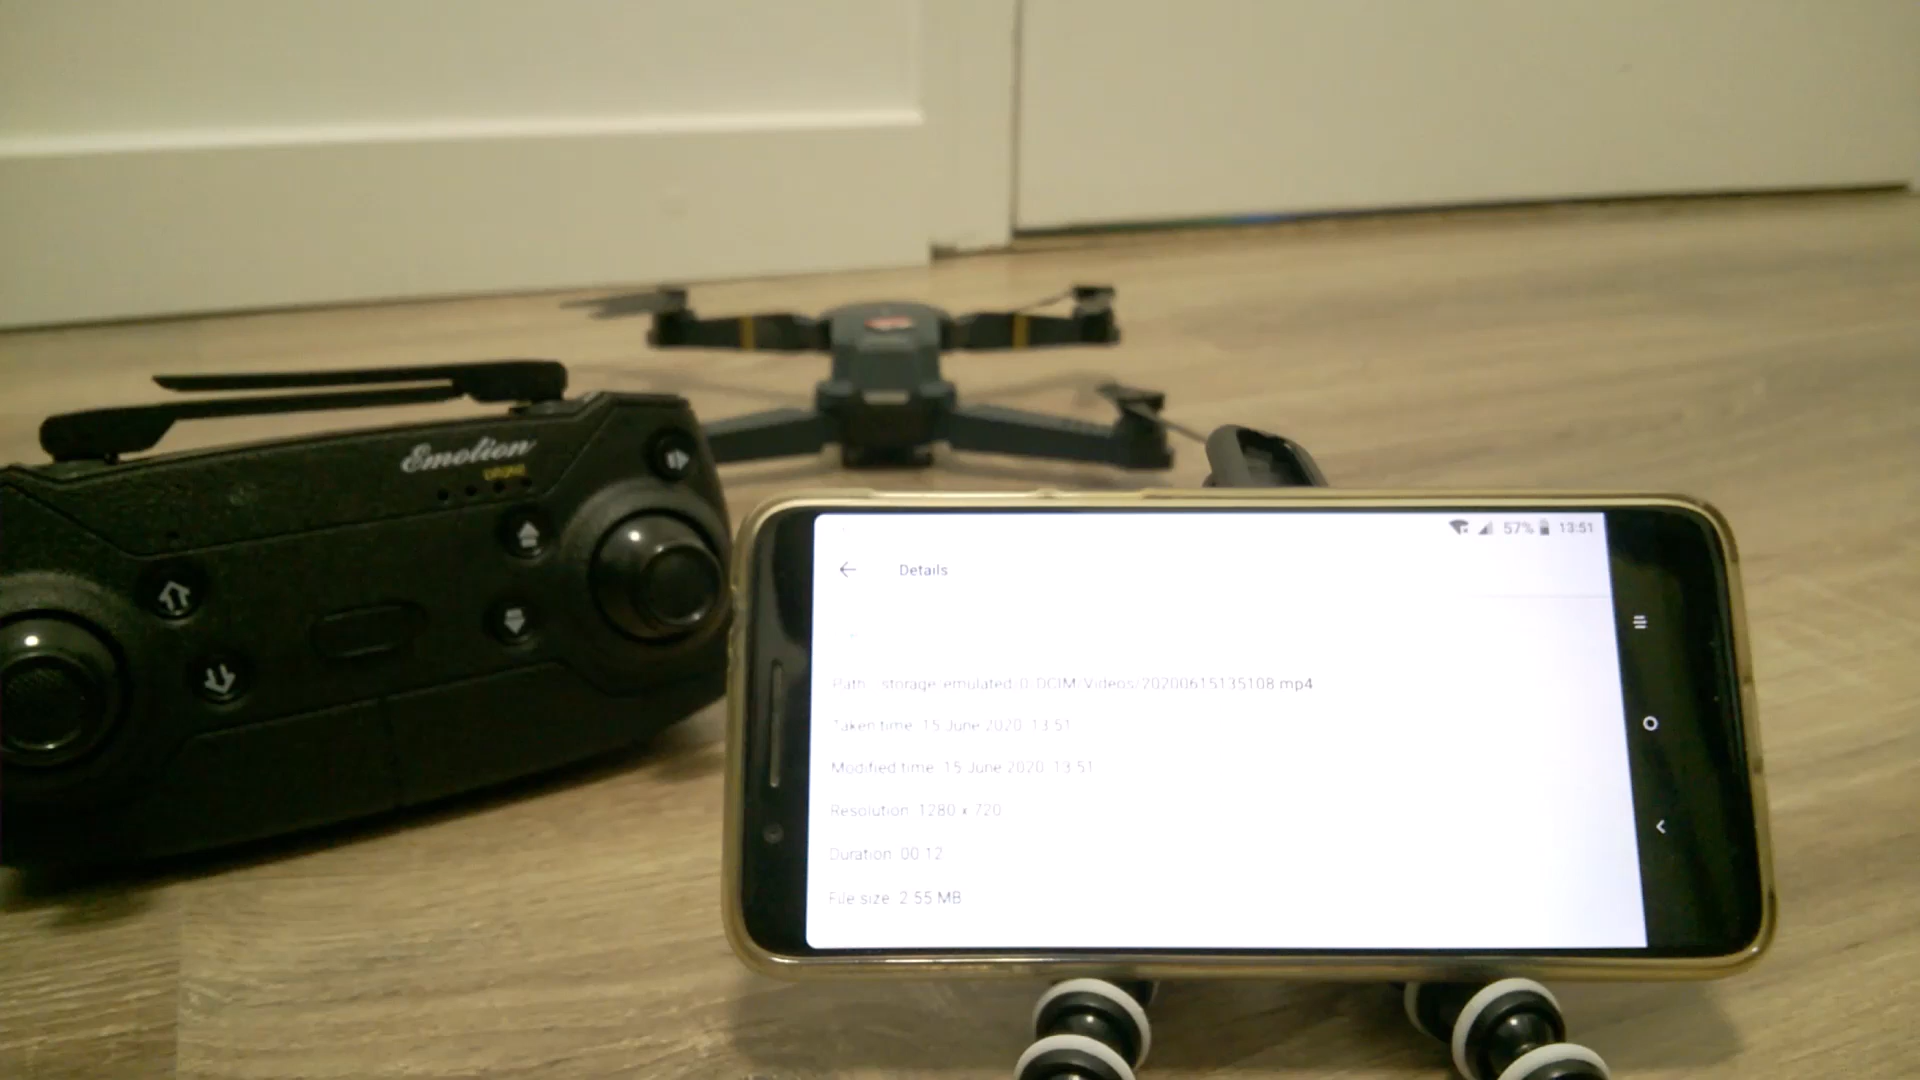 Emotion
DRONE
57% 13:51
Details
Path: /storage/emulated/0/DCIM/Videos/20200615135108.mp4
Taken time: 15 June 2020 13:51
Modified time: 15 June 2020 13:51
Resolution: 1280 x 720
Duration: 00:12
File size: 2.55 MB